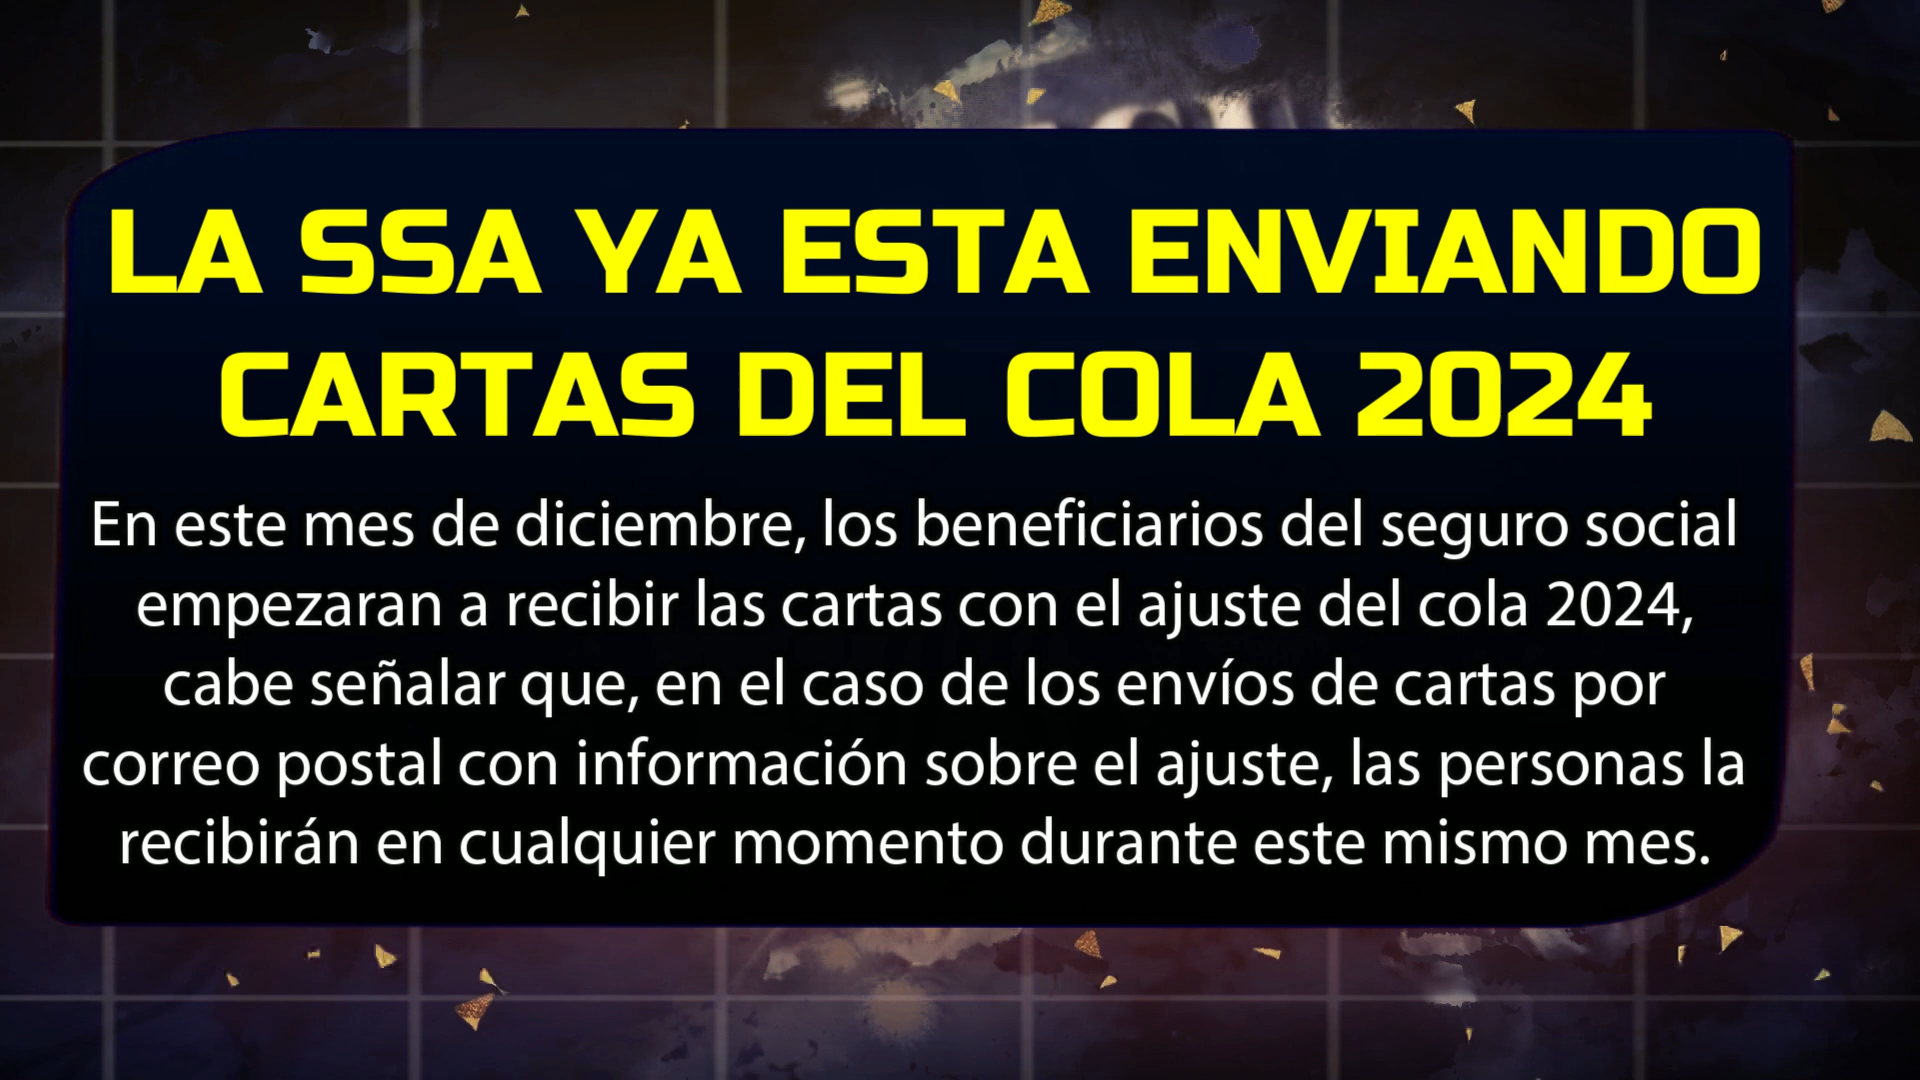 LA SSA YA ESTA ENVIANDO
CARTAS DEL COLA 2024
En este mes de diciembre, los beneficiarios del seguro social
empezaran a recibir las cartas con el ajuste del cola 2024,
cabe señalar que, en el caso de los envíos de cartas por
correo postal con información sobre el ajuste, las personas la
recibirán en cualquier momento durante este mismo mes.